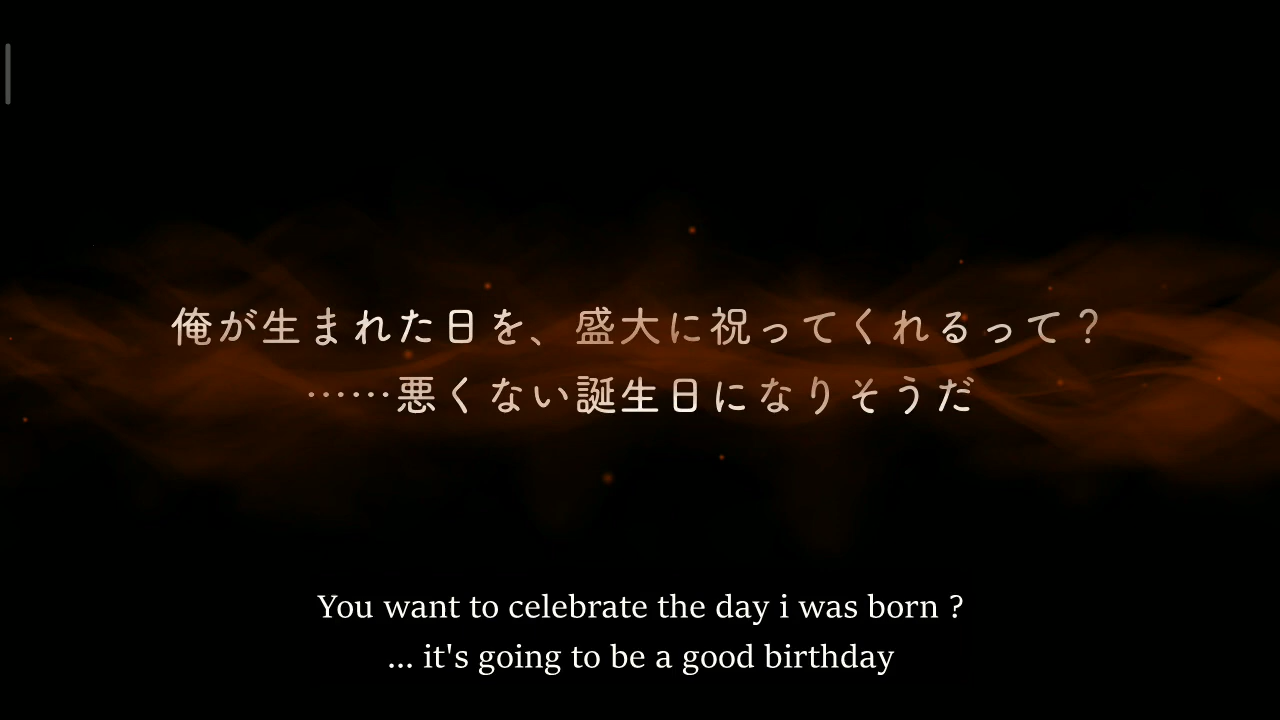 俺が生まれた日を、盛大に祝ってくれるって？
……悪くない誕生日になりそうだ
You want to celebrate the day i was born ?
... it's going to be a good birthday